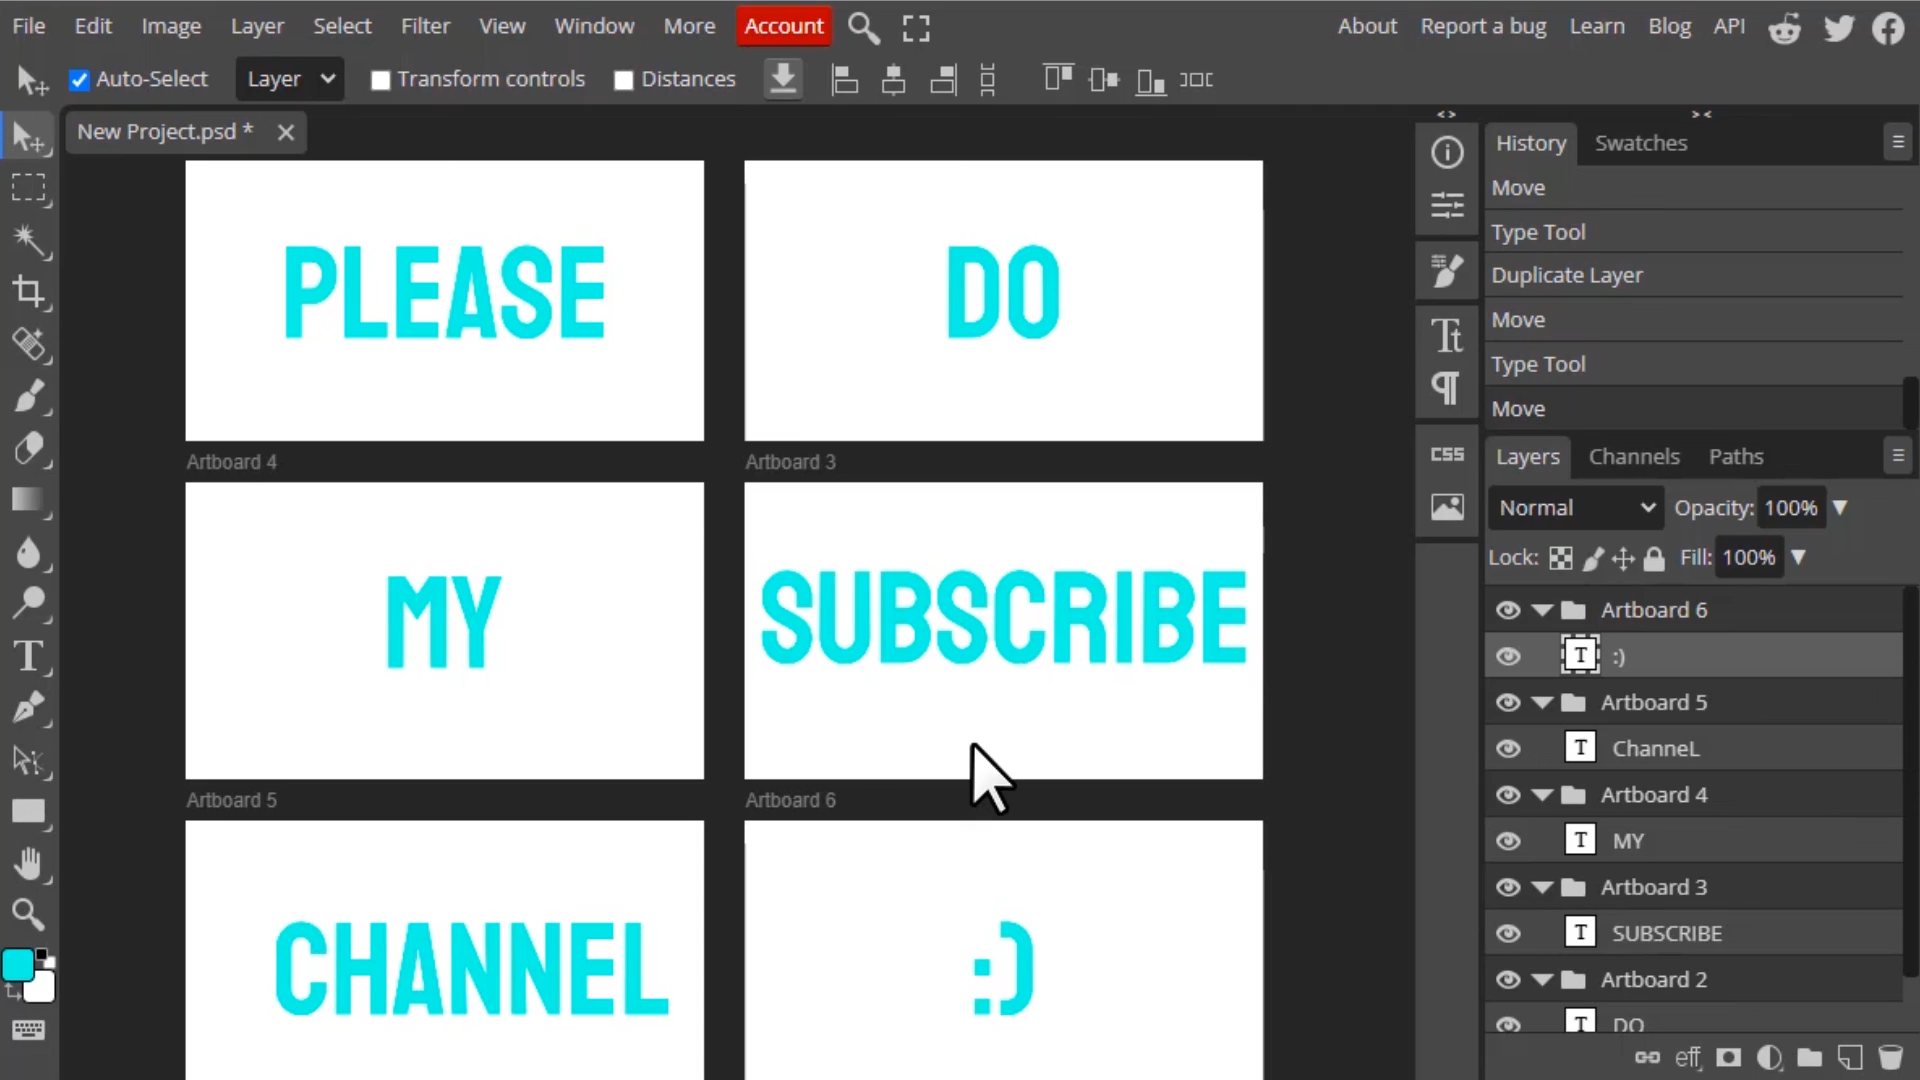 File Edit Image Layer Select Filter View Window More Account About Report a bug Learn Blog API
Auto-Select Layer Transform controls Distances
New Project.psd *
PLEASE
DO
Artboard 4
Artboard 3
MY
SUBSCRIBE
Artboard 5
Artboard 6
CHANNEL
:)
CSS
History Swatches
Move
Type Tool
Duplicate Layer
Move
Type Tool
Move
Layers Channels Paths
Normal Opacity: 100%
Lock: Fill: 100%
Artboard 6
T :)
Artboard 5
T ChanneL
Artboard 4
T MY
Artboard 3
T SUBSCRIBE
Artboard 2
T DO
eff